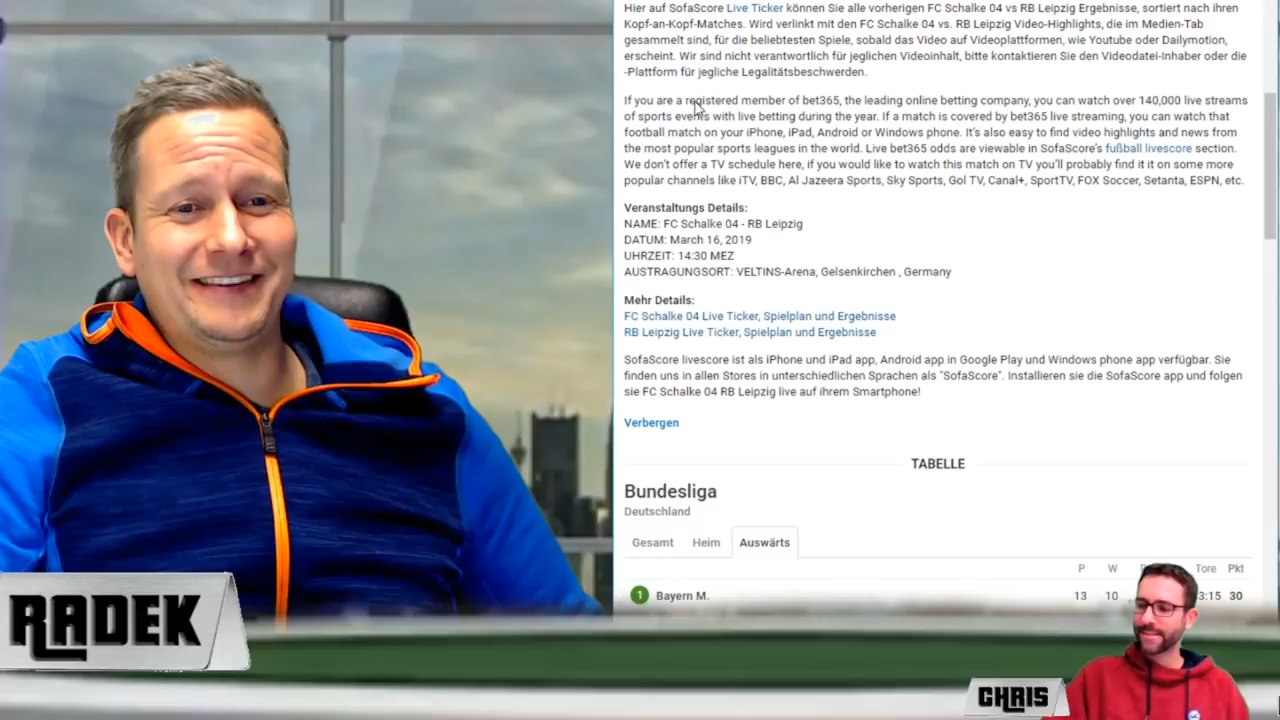 Hier auf SofaScore Live Ticker können Sie alle vorherigen FC Schalke 04 vs RB Leipzig Ergebnisse, sortiert nach ihren
Kopf-an-Kopf-Matches. Wird verlinkt mit den FC Schalke 04 vs. RB Leipzig Video-Highlights, die im Medien-Tab
gesammelt sind, für die beliebtesten Spiele, sobald das Video auf Videoplattformen, wie Youtube oder Dailymotion,
erscheint. Wir sind nicht verantwortlich für jeglichen Videoinhalt, bitte kontaktieren Sie den Videodatei-Inhaber oder die
-Plattform für jegliche Legalitätsbeschwerden.
If you are a registered member of bet365, the leading online betting company, you can watch over 140,000 live streams
of sports events with live betting during the year. If a match is covered by bet365 live streaming, you can watch that
football match on your iPhone, iPad, Android or Windows phone. It's also easy to find video highlights and news from
the most popular sports leagues in the world. Live bet365 odds are viewable in SofaScore's fußball livescore section.
We don't offer a TV schedule here, if you would like to watch this match on TV you'll probably find it it on some more
popular channels like iTV, BBC, Al Jazeera Sports, Sky Sports, Gol TV, Canal+, SportTV, FOX Soccer, Setanta, ESPN, etc.
Veranstaltungs Details:
NAME: FC Schalke 04 - RB Leipzig
DATUM: March 16, 2019
UHRZEIT: 14:30 MEZ
AUSTRAGUNGSORT: VELTINS-Arena, Gelsenkirchen , Germany
Mehr Details:
FC Schalke 04 Live Ticker, Spielplan und Ergebnisse
RB Leipzig Live Ticker, Spielplan und Ergebnisse
SofaScore livescore ist als iPhone und iPad app, Android app in Google Play und Windows phone app verfügbar. Sie
finden uns in allen Stores in unterschiedlichen Sprachen als "SofaScore". Installieren sie die SofaScore app und folgen
sie FC Schalke 04 RB Leipzig live auf ihrem Smartphone!
Verbergen
TABELLE
Bundesliga
Deutschland
Gesamt Heim Auswärts
P W Tore Pkt
1 Bayern M. 13 10 3:15 30
RADEK
CHRIS